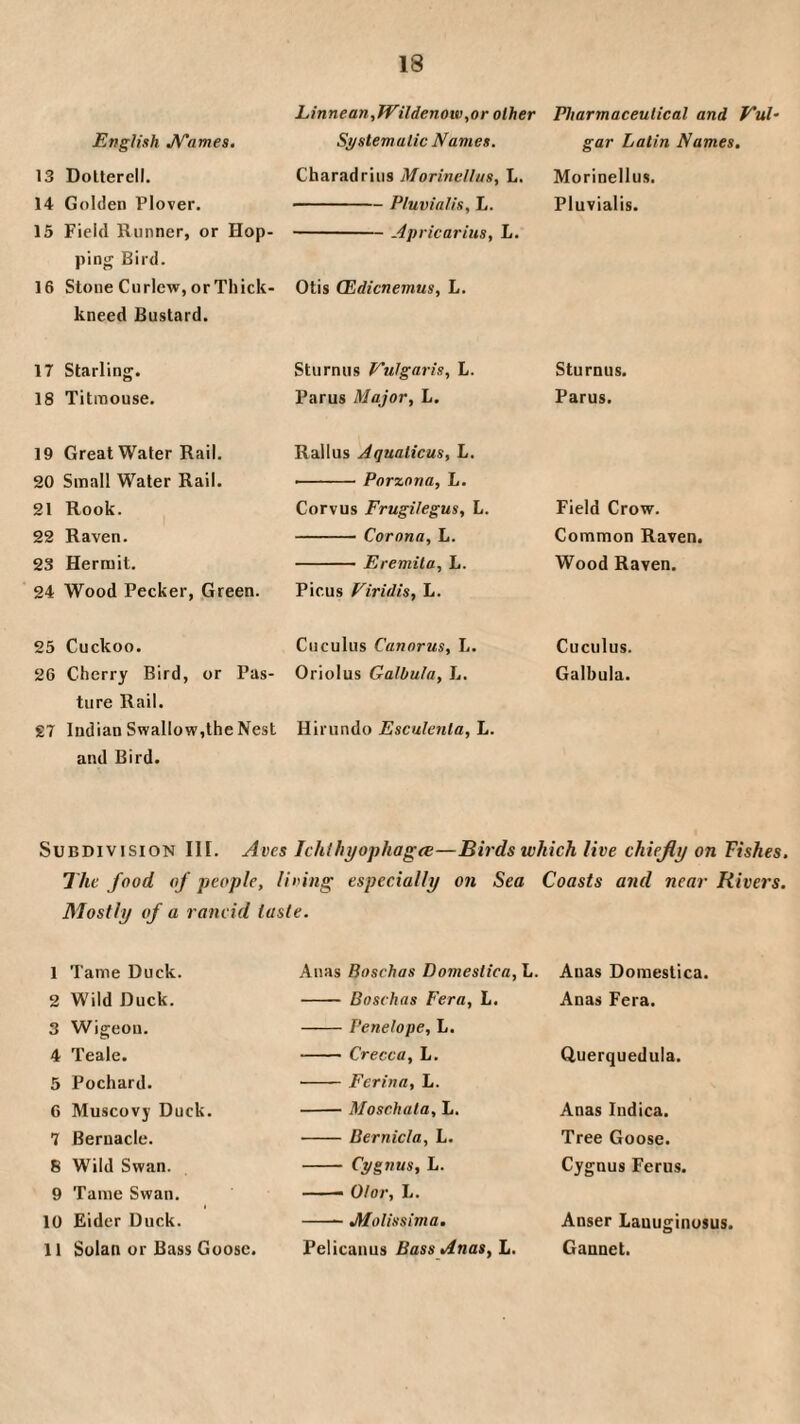 18
Linnean, Wildenow, or other Pharmaceutical and Vul-
English Names. Systematic Names. gar Latin Names.
13 Dotterell. Charadrius Morinellus, L. Morinellus.
14 Golden Plover. ——— Pluvialis, L. Pluvialis.
15 Field Runner, or Hop- ——— Apricarius, L.
ping Bird.
16 Stone Curlew, or Thick- Otis Œdicnemus, L.
kneed Bustard.
17 Starling. Sturnus Vulgaris, L. Sturnus.
18 Titmouse. Parus Major, L. Parus.
19 Great Water Rail. Rallus Aquaticus, L.
20 Small Water Rail. ——— Porzona, L.
21 Rook. Corvus Frugilegus, L. Field Crow.
22 Raven. ——— Corona, L. Common Raven.
23 Hermit. ——— Eremita, L. Wood Raven.
24 Wood Pecker, Green. Picus Viridis, L.
25 Cuckoo. Cuculus Canorus, L. Cuculus.
26 Cherry Bird, or Pas- Oriolus Galbula, L. Galbula.
ture Rail.
27 Indian Swallow, the Nest Hirundo Esculenta, L.
and Bird.
Subdivision III. Aves Ichthyophagæ—Birds which live chiefly on Fishes.
The food of people, living especially on Sea Coasts and near Rivers.
Mostly of a rancid taste.
1 Tame Duck. Anas Boschas Domestica, L. Anas Domestica.
2 Wild Duck. —— Boschas Fera, L. Anas Fera.
3 Wigeon. —— Penelope, L.
4 Teale. —— Crecca, L. Querquedula.
5 Pochard. —— Ferina, L.
6 Muscovy Duck. —— Moschata, L. Anas Indica.
7 Bernacle. —— Bernicla, L. Tree Goose.
8 Wild Swan. —— Cygnus, L. Cygnus Ferus.
9 Tame Swan. —— Olor, L.
10 Eider Duck. —— Molissima. Anser Lanuginosus.
11 Solan or Bass Goose. Pelicanus Bass Anas, L. Gannet.